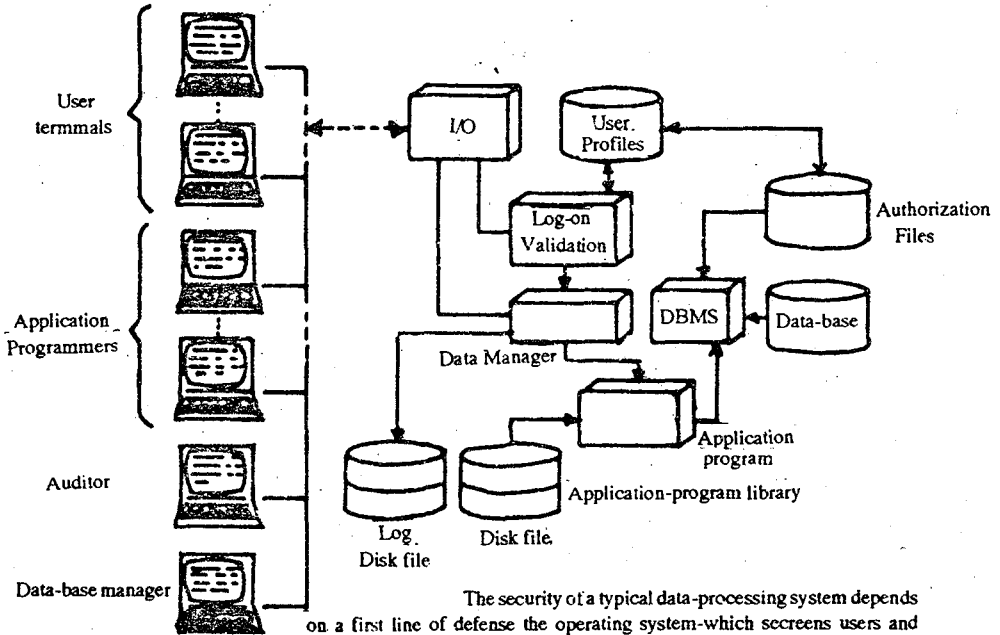 User
termmals
I/O
User.
Profiles
Log-on
Validation
Authorization
Files
Application
Programmers
DBMS
Data-base
Data Manager
Application
program
Auditor
Application-program library
Log.
Disk file
Disk file,
Data-base manager
The security of a typical data-processing system depends
on a first line of defense the operating system-which secreens users and